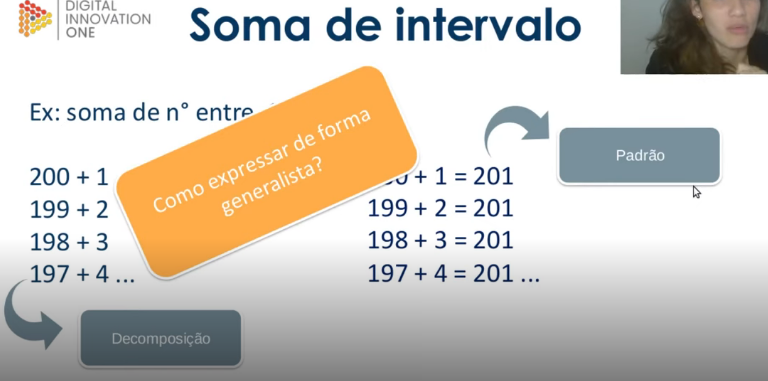 DIGITAL
INNOVATION
ONE
Soma de intervalo
Ex: soma de n° entre
Como expressar de forma
generalista?
Padrão
200 + 1
199 + 2
198 + 3
197 + 4 ...
+ 1 = 201
199 + 2 = 201
198 + 3 = 201
197 + 4 = 201 ...
Decomposição